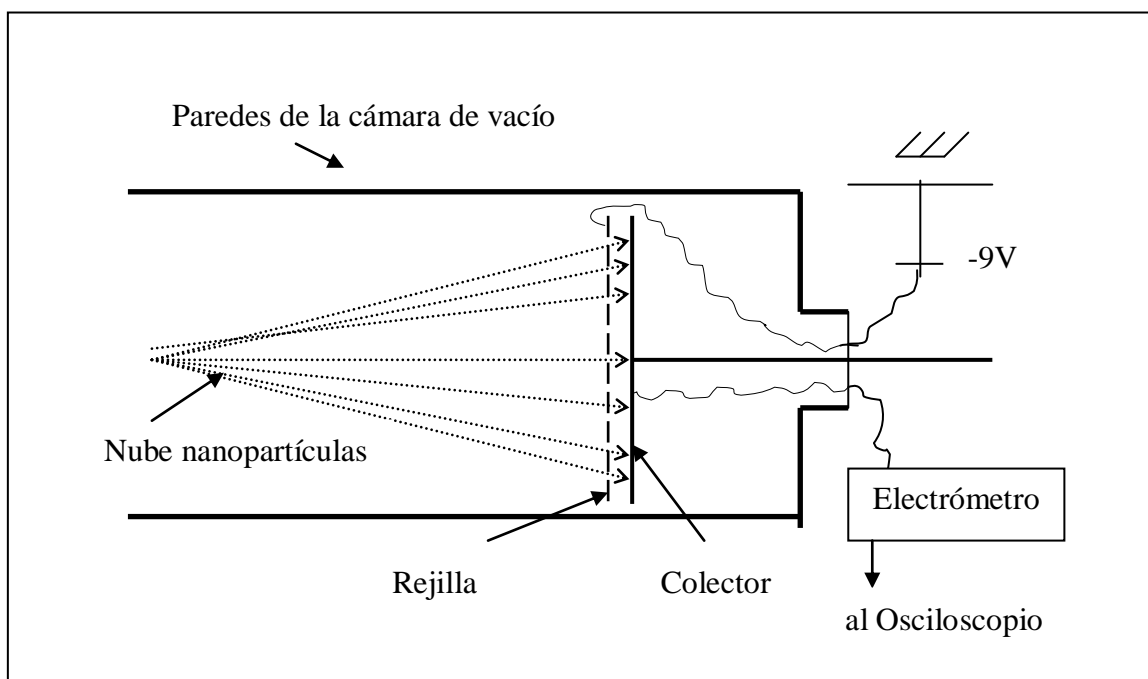 Paredes de la cámara de vacío
-9V
Nube nanopartículas
Electrómetro
Rejilla
Colector
al Osciloscopio